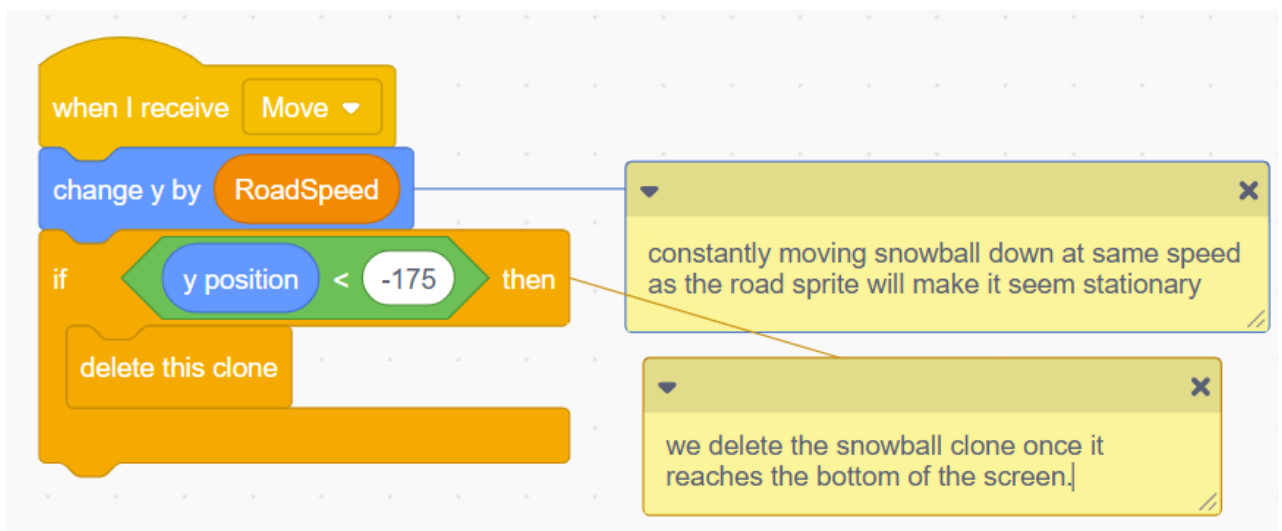 when I receive Move
change y by RoadSpeed
constantly moving snowball down at same speed
as the road sprite will make it seem stationary
if y position < -175 then
delete this clone
we delete the snowball clone once it
reaches the bottom of the screen.